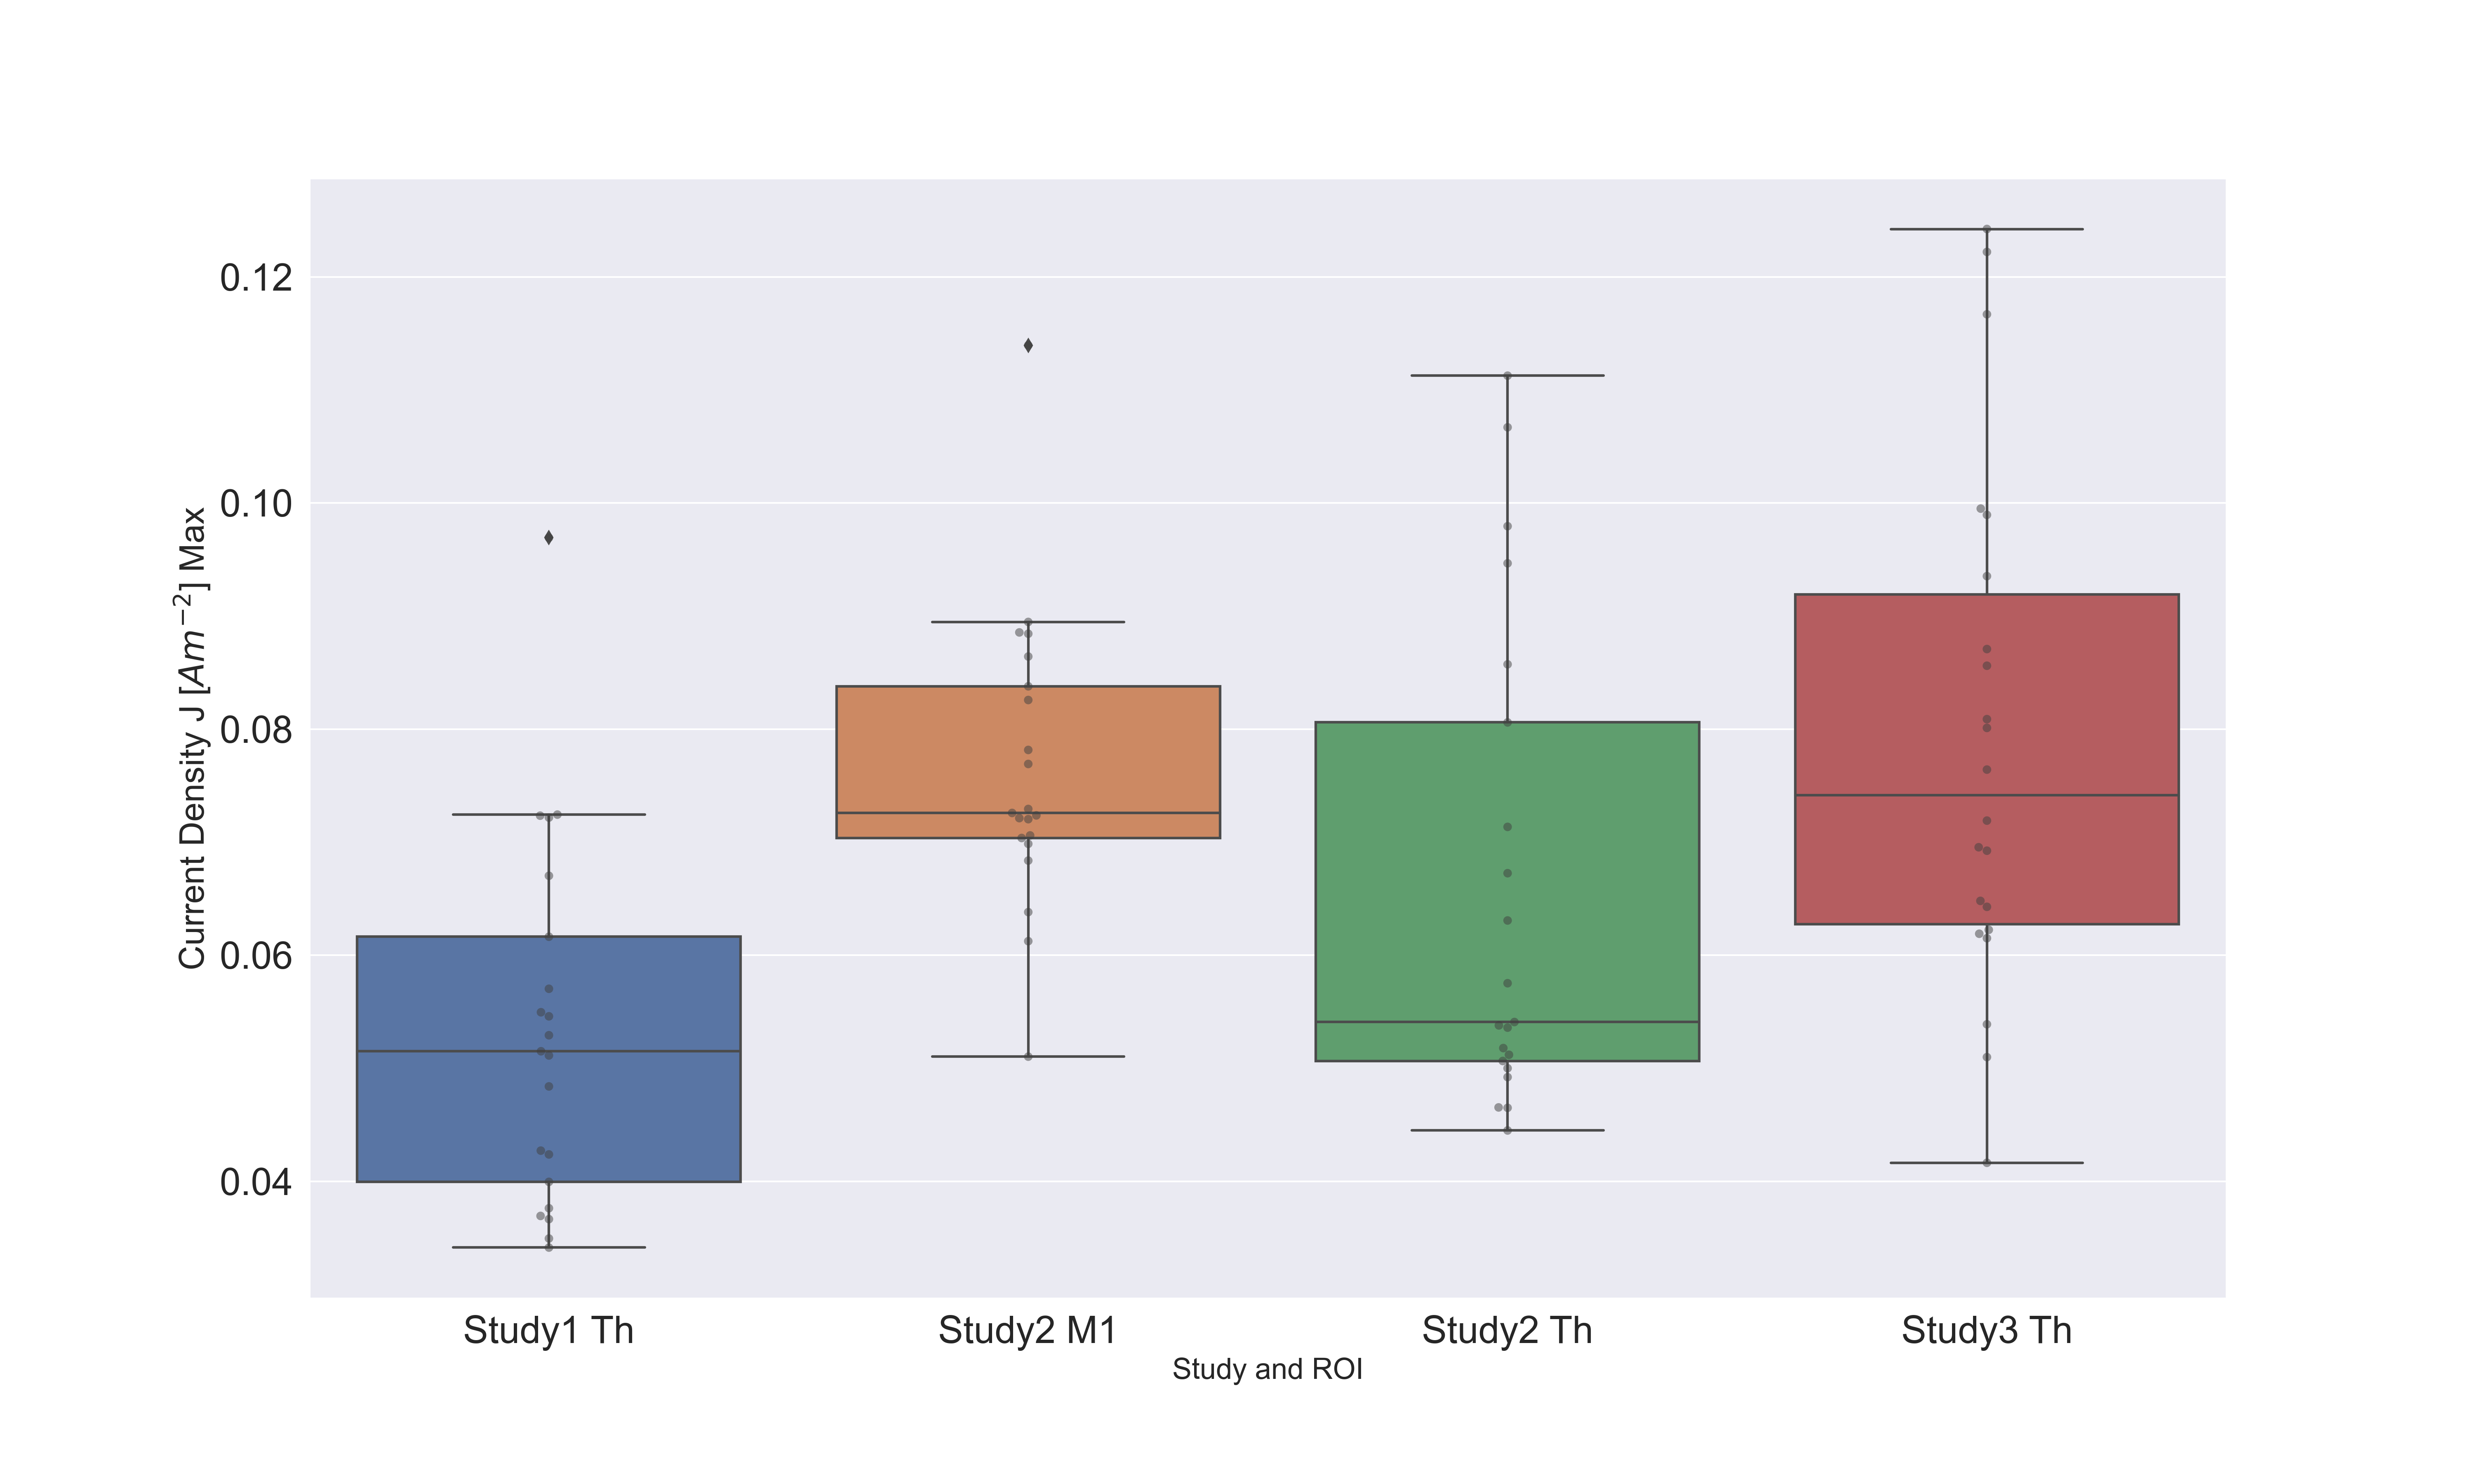 Current Density J [Am⁻²] Max
0.12
0.10
0.08
0.06
0.04
Study1 Th
Study2 M1
Study2 Th
Study3 Th
Study and ROI